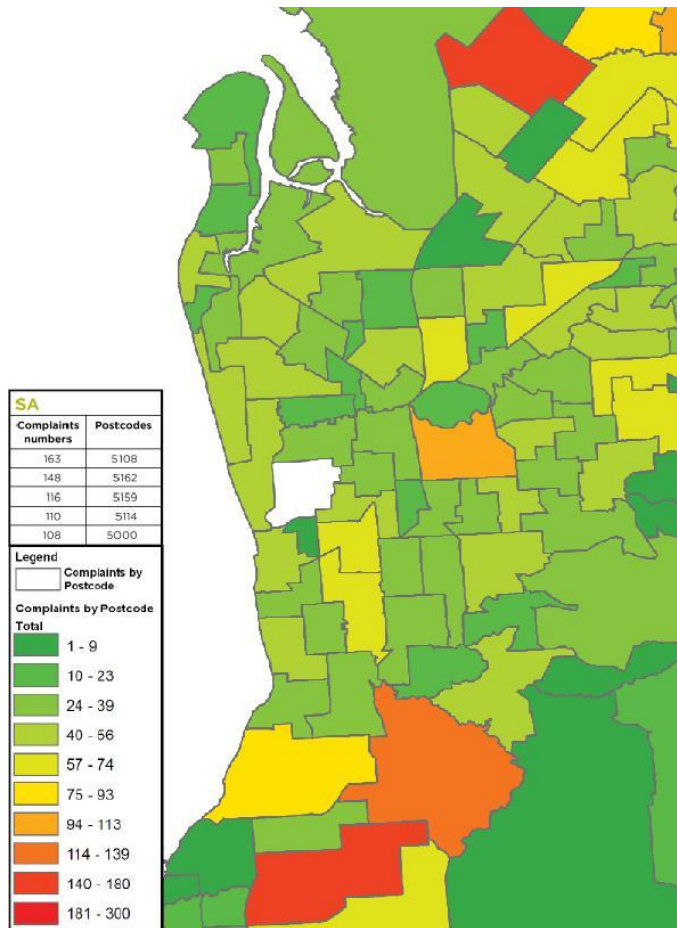 SA
Complaints numbers Postcodes
163 5108
148 5162
116 5159
110 5114
108 5000
Legend
Complaints by
Postcode
Complaints by Postcode
Total
1 - 9
10 - 23
24 - 39
40 - 56
57 - 74
75 - 93
94 - 113
114 - 139
140 - 180
181 - 300